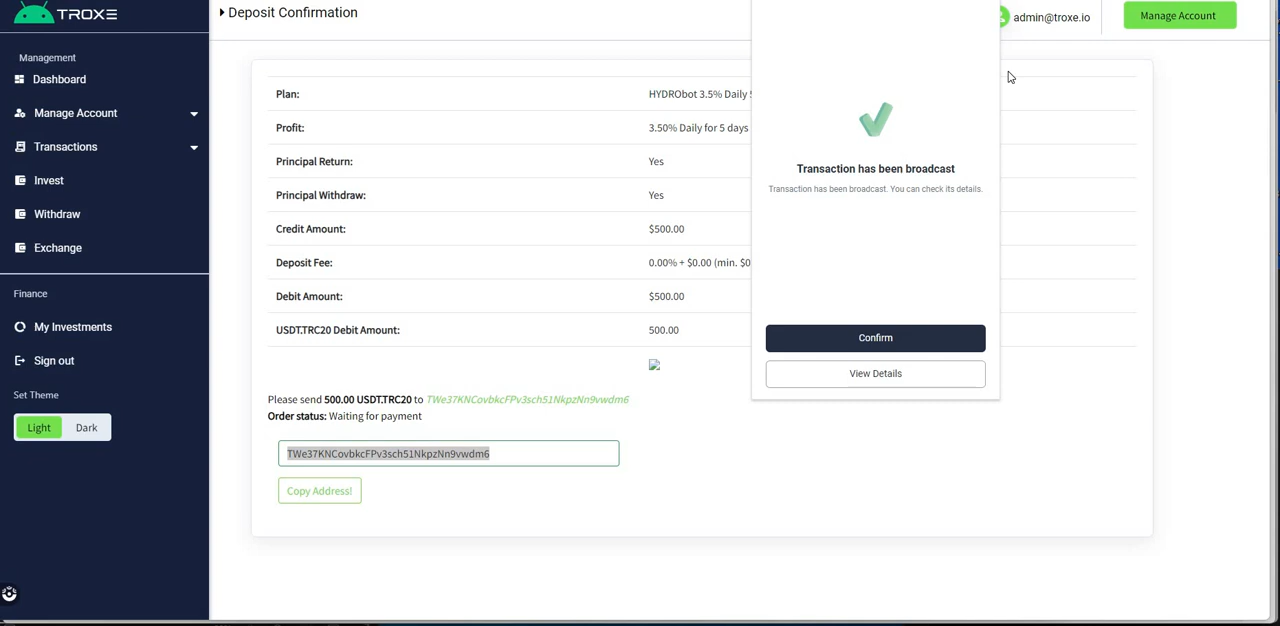 TROXE
Deposit Confirmation
admin@troxe.io
Manage Account
Management
Dashboard
Manage Account
Transactions
Invest
Withdraw
Exchange
Finance
My Investments
Sign out
Set Theme
Light Dark
Plan: HYDRObot 3.5% Daily
Profit: 3.50% Daily for 5 days
Principal Return: Yes
Principal Withdraw: Yes
Credit Amount: $500.00
Deposit Fee: 0.00% + $0.00 (min. $0
Debit Amount: $500.00
USDT.TRC20 Debit Amount: 500.00
Please send 500.00 USDT.TRC20 to TWe37KNCovbkcFPv3sch51NkpzNn9vwdm6
Order status: Waiting for payment
TWe37KNCovbkcFPv3sch51NkpzNn9vwdm6
Copy Address!
Transaction has been broadcast
Transaction has been broadcast. You can check its details.
Confirm
View Details